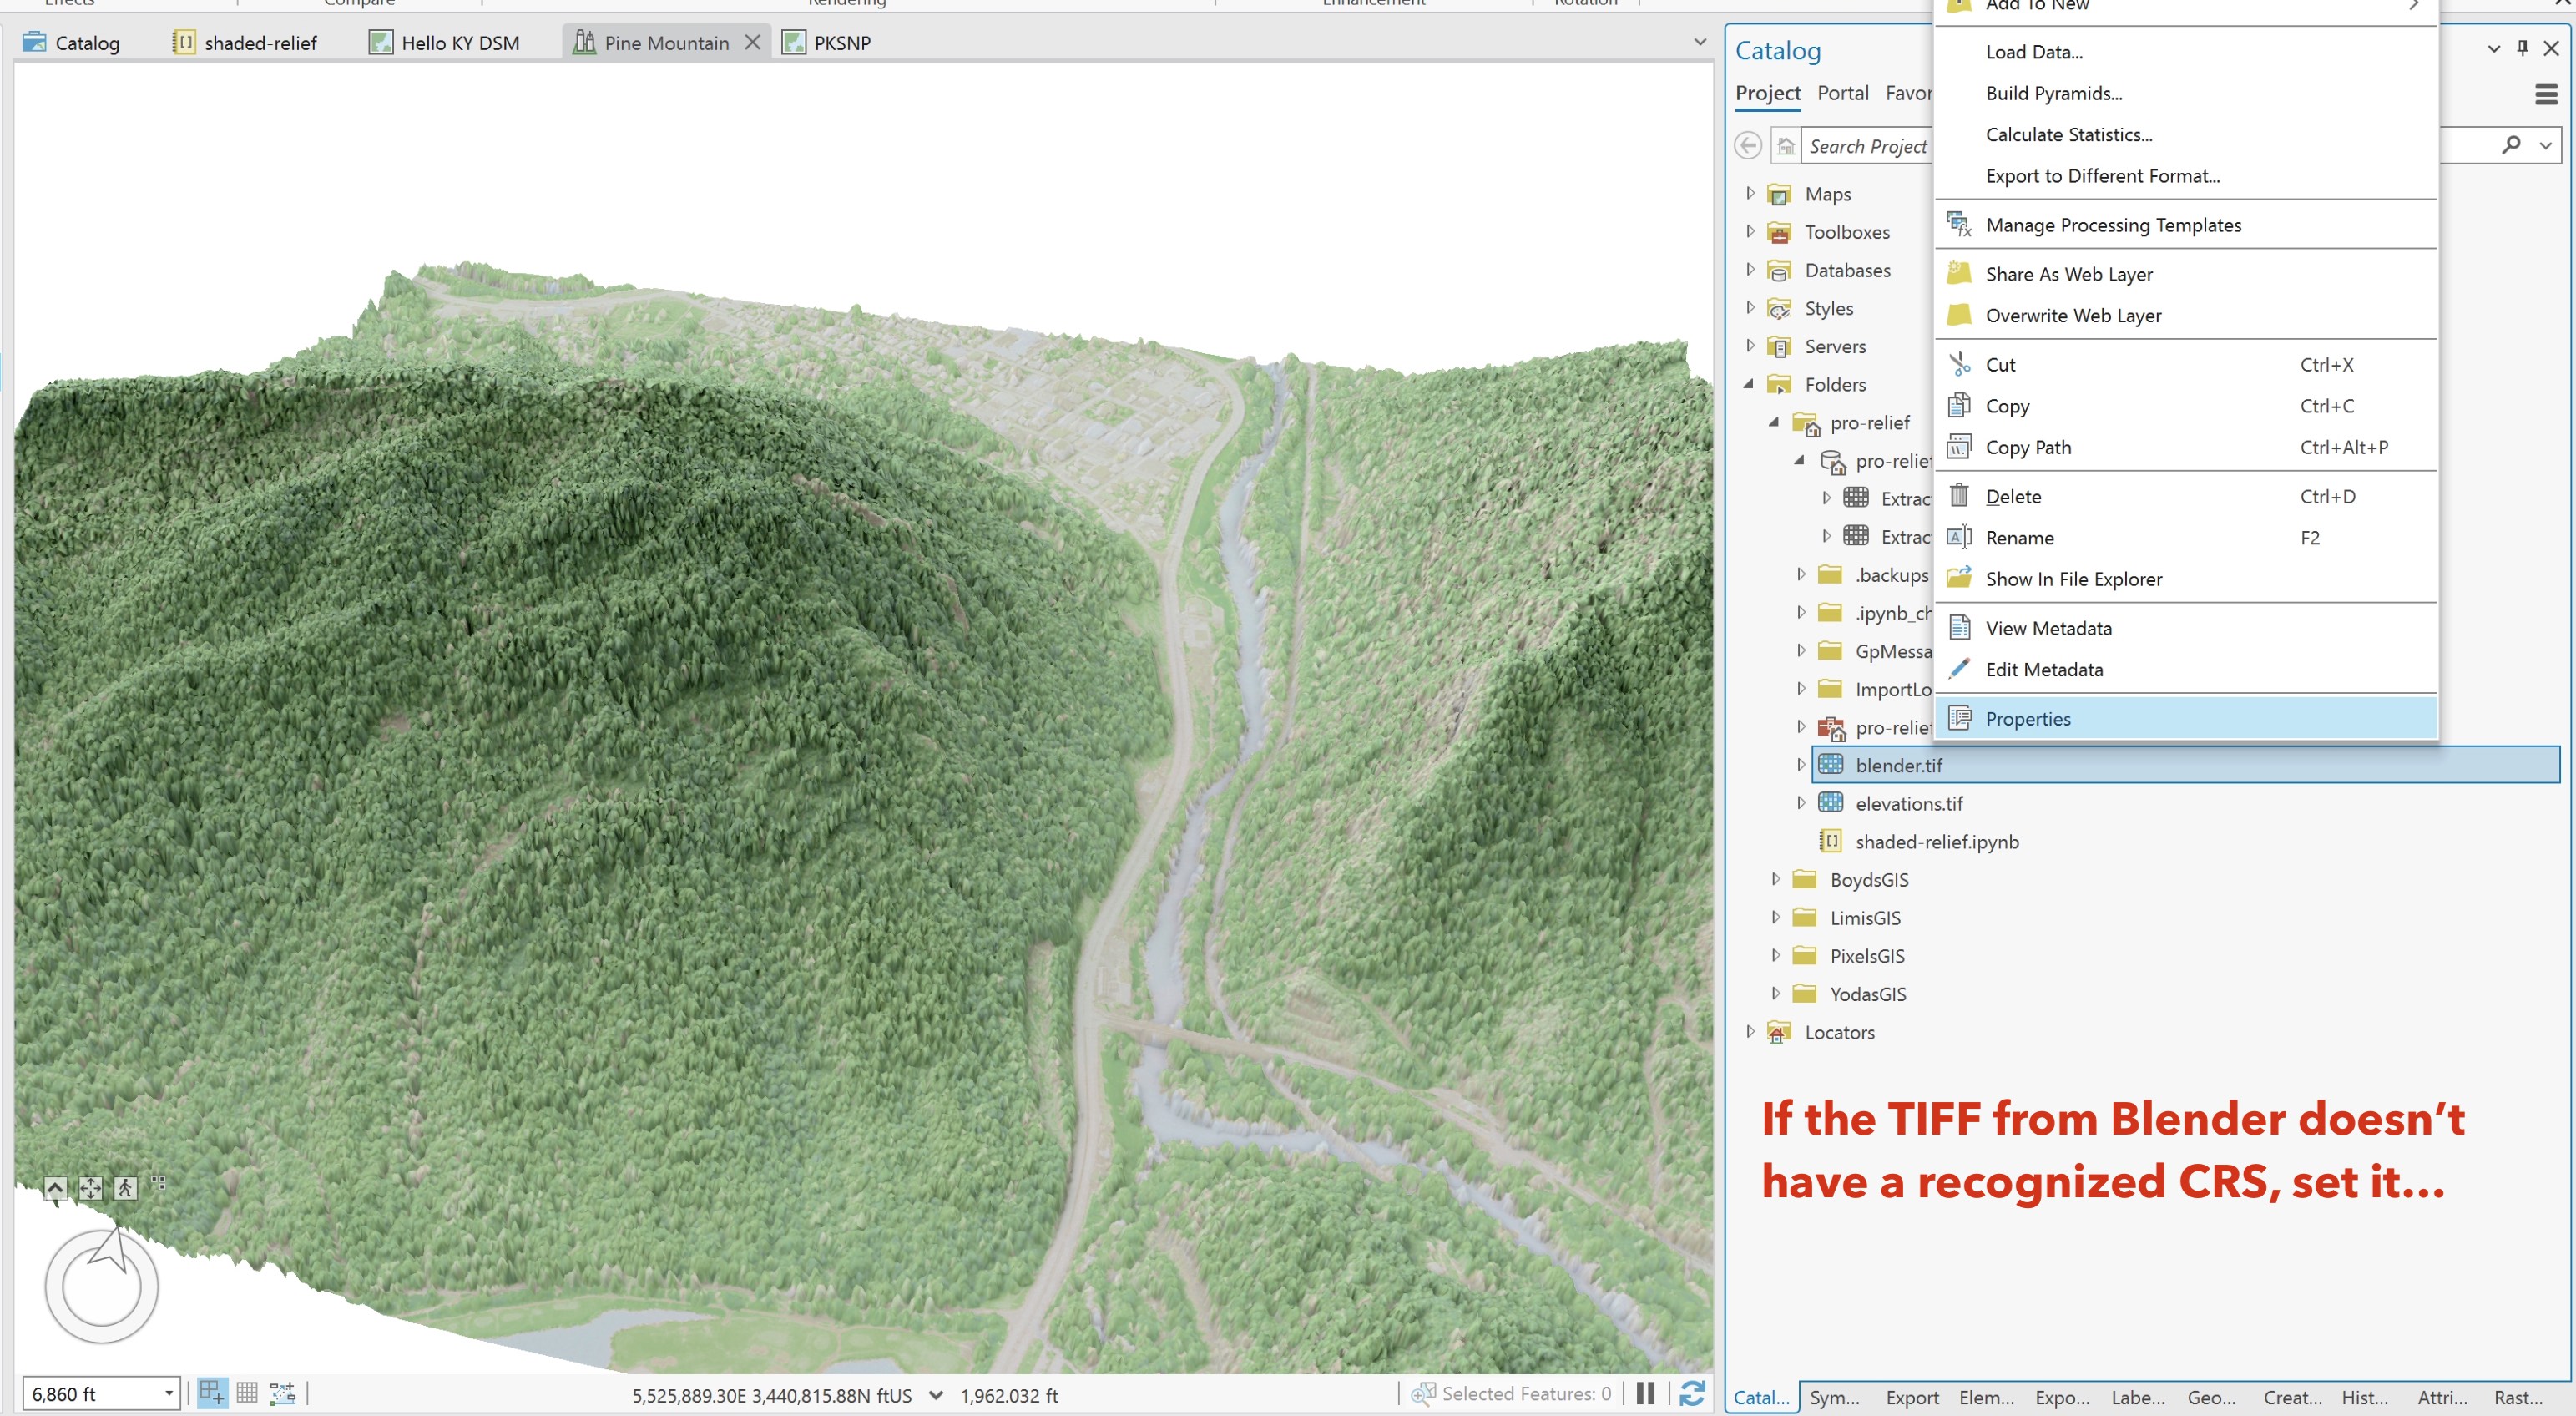 Effects
Compare
Rendering
Enhancement
Rotation
Catalog
shaded-relief
Hello KY DSM
Pine Mountain
PKSNP
Catalog
Project
Portal
Favor
Search Project
Maps
Toolboxes
Databases
Styles
Servers
Folders
pro-relief
pro-relief
Extrac
Extrac
.backups
.ipynb_ch
GpMessa
ImportLo
pro-relief
blender.tif
elevations.tif
shaded-relief.ipynb
BoydsGIS
LimisGIS
PixelsGIS
YodasGIS
Locators
Add To New
Load Data...
Build Pyramids...
Calculate Statistics...
Export to Different Format...
Manage Processing Templates
Share As Web Layer
Overwrite Web Layer
Cut Ctrl+X
Copy Ctrl+C
Copy Path Ctrl+Alt+P
Delete Ctrl+D
Rename F2
Show In File Explorer
View Metadata
Edit Metadata
Properties
If the TIFF from Blender doesn’t
have a recognized CRS, set it...
6,860 ft
5,525,889.30E 3,440,815.88N ftUS
1,962.032 ft
Selected Features: 0
Catal...
Sym...
Export
Elem...
Expo...
Labe...
Geo...
Creat...
Hist...
Attri...
Rast...